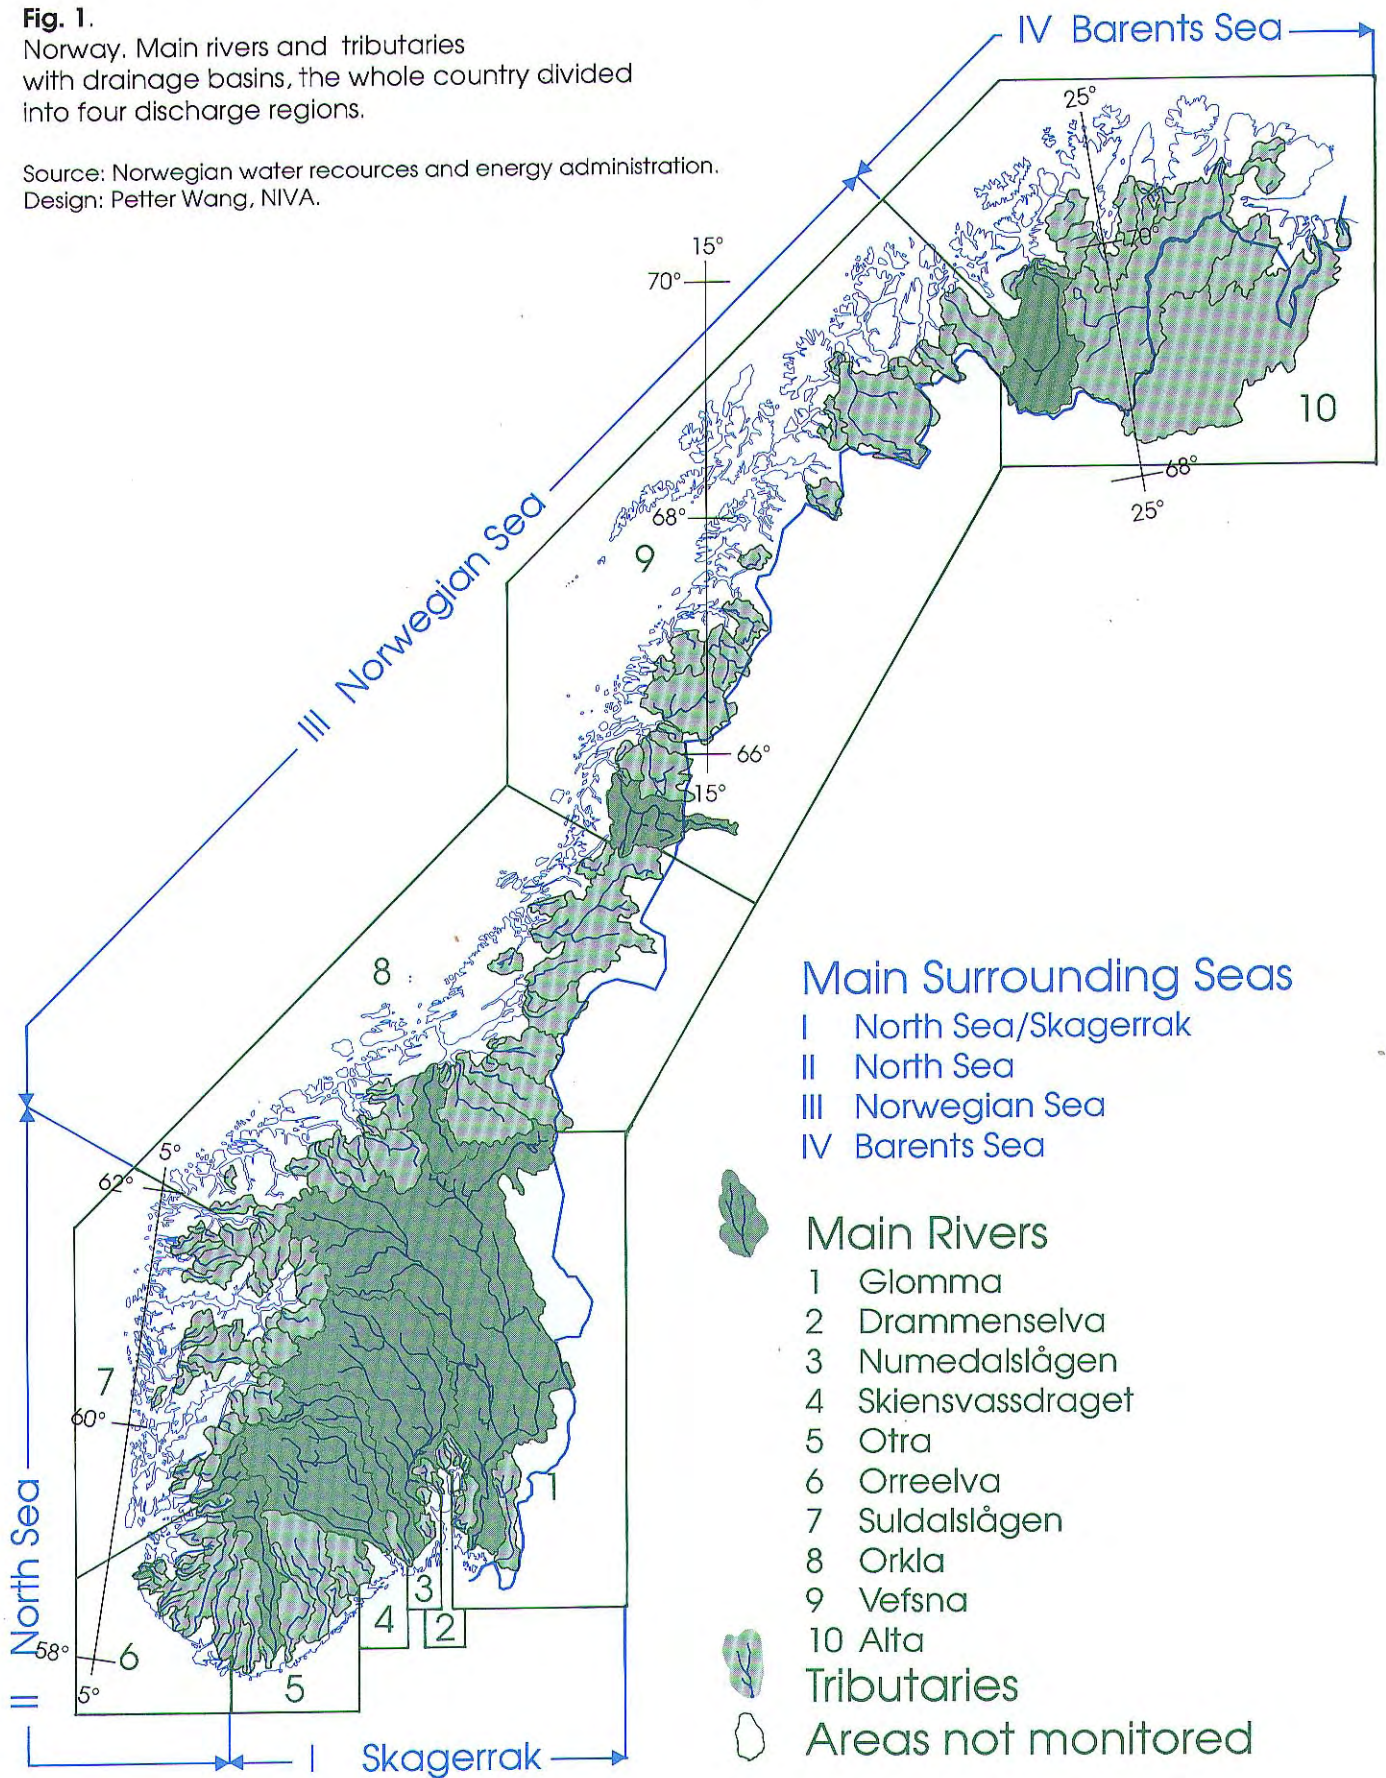 Fig. 1.
Norway. Main rivers and tributaries
with drainage basins, the whole country divided
into four discharge regions.
Source: Norwegian water recources and energy administration.
Design: Petter Wang, NIVA.
IV Barents Sea
25°
15°
70°
70°
10
68°
25°
68°
9
III Norwegian Sea
66°
15°
8
5°
62°
7
60°
1
II North Sea
3
4
2
58°
6
5°
5
I Skagerrak
Main Surrounding Seas
I North Sea/Skagerrak
II North Sea
III Norwegian Sea
IV Barents Sea
Main Rivers
1 Glomma
2 Drammenselva
3 Numedalslågen
4 Skiensvassdraget
5 Otra
6 Orreelva
7 Suldalslågen
8 Orkla
9 Vefsna
10 Alta
Tributaries
Areas not monitored